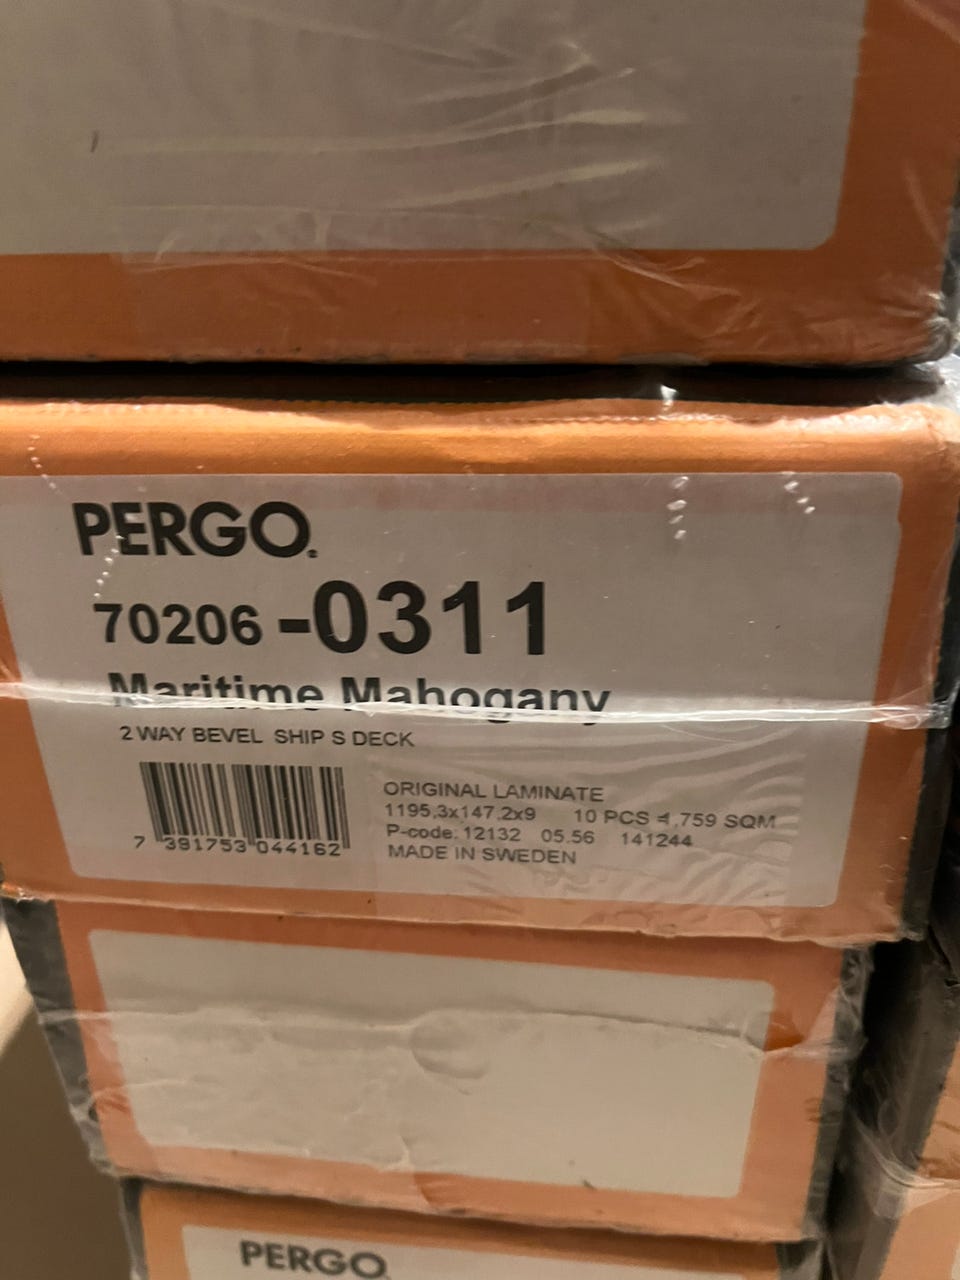 PERGO.
70206 -0311
Maritime Mahogany
2 WAY BEVEL SHIP S DECK
ORIGINAL LAMINATE
1195,3x147,2x9 10 PCS = 1,759 SQM
P-code: 12132 05.56 141244
MADE IN SWEDEN
7 391753 044162
PERGO